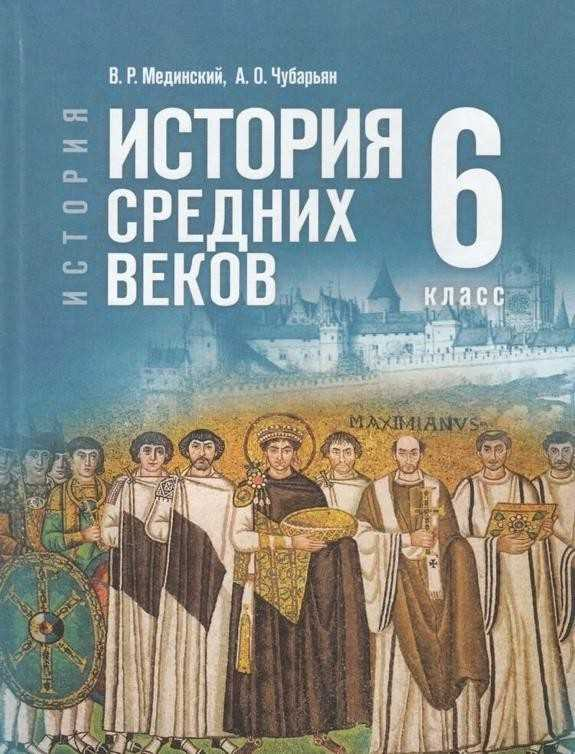 В. Р. Мединский, А. О. Чубарьян
ИСТОРИЯ
ИСТОРИЯ
СРЕДНИХ
ВЕКОВ
6
класс
MAXIMIANVS